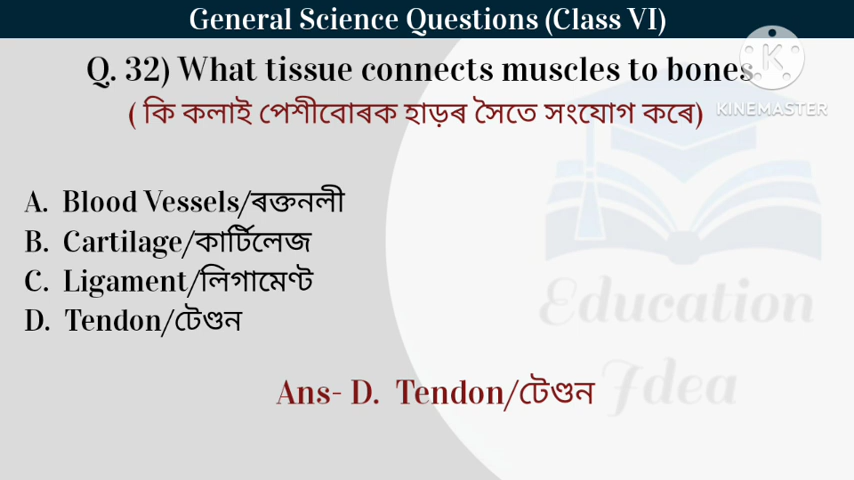 General Science Questions (Class VI)
Q. 32) What tissue connects muscles to bones.
( কি কলাই পেশীবোৰক হাড়ৰ সৈতে সংযোগ কৰে)
KINEMASTER
A. Blood Vessels/ৰক্তনলী
B. Cartilage/কাৰ্টিলেজ
C. Ligament/লিগামেণ্ট
D. Tendon/টেণ্ডন
Education
Idea
Ans- D. Tendon/টেণ্ডন